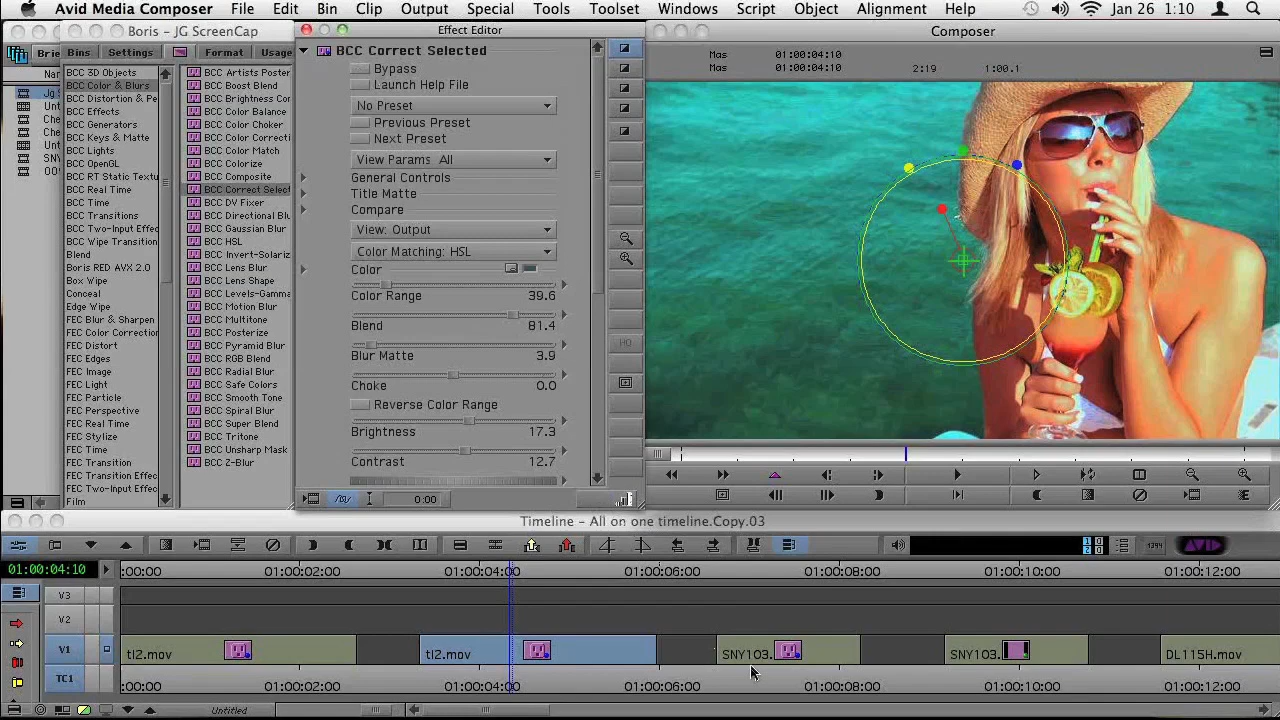 Avid Media Composer File Edit Bin Clip Output Special Tools Toolset Windows Script Object Alignment Help Jan 26 1:10
Boris - JG ScreenCap
Effect Editor
Composer
Brie
Bins Settings Format Usage
Na
Jg S
Unt
Che
Che
Unt
SNY
00
BCC 3D Objects
BCC Color & Blurs
BCC Distortion & Pe
BCC Effects
BCC Generators
BCC Keys & Matte
BCC Lights
BCC OpenGL
BCC RT Static Textu
BCC Real Time
BCC Time
BCC Transitions
BCC Two-Input Effe
BCC Wipe Transition
Blend
Boris RED AVX 2.0
Box Wipe
Conceal
Edge Wipe
FEC Blur & Sharpen
FEC Color Correction
FEC Distort
FEC Edges
FEC Image
FEC Light
FEC Particle
FEC Perspective
FEC Real Time
FEC Stylize
FEC Time
FEC Transition
FEC Transition Effec
FEC Two-Input Effec
Film
BCC Artists Poster
BCC Boost Blend
BCC Brightness Cor
BCC Color Balance
BCC Color Choker
BCC Color Correcti
BCC Color Match
BCC Colorize
BCC Composite
BCC Correct Select
BCC DV Fixer
BCC Directional Blu
BCC Gaussian Blur
BCC HSL
BCC Invert-Solariz
BCC Lens Blur
BCC Lens Shape
BCC Levels-Gamma
BCC Motion Blur
BCC Multitone
BCC Posterize
BCC Pyramid Blur
BCC RGB Blend
BCC Radial Blur
BCC Safe Colors
BCC Smooth Tone
BCC Spiral Blur
BCC Super Blend
BCC Tritone
BCC Unsharp Mask
BCC Z-Blur
BCC Correct Selected
Bypass
Launch Help File
No Preset
Previous Preset
Next Preset
View Params All
General Controls
Title Matte
Compare
View: Output
Color Matching: HSL
Color
Color Range 39.6
Blend 81.4
Blur Matte 3.9
Choke 0.0
Reverse Color Range
Brightness 17.3
Contrast 12.7
0:00
HQ
Mas 01:00:04:10
Mas 01:00:04:10 2:19 1:00.1
Timeline - All on one timeline.Copy.03
1394 AVID
01:00:04:10 :00:00 01:00:02:00 01:00:04:00 01:00:06:00 01:00:08:00 01:00:10:00 01:00:12:00
V3
V2
V1 tl2.mov tl2.mov SNY103. SNY103. DL115H.mov
TC1 :00:00 01:00:02:00 01:00:04:00 01:00:06:00 01:00:08:00 01:00:10:00 01:00:12:00
Untitled